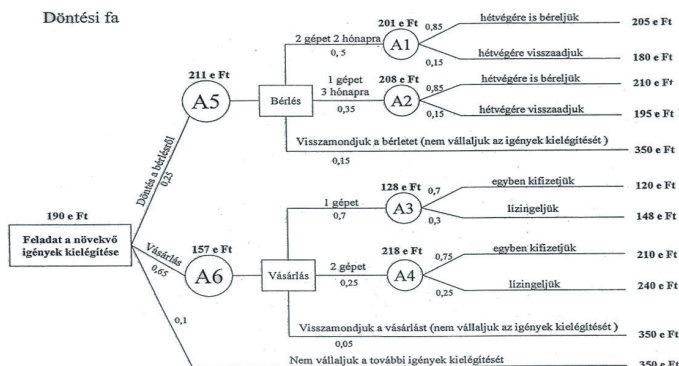 Döntési fa
201 e Ft
0,85
hétvégére is béreljük
205 e Ft
2 gépet 2 hónapra
0, 5
A1
hétvégére visszaadjuk
0,15
180 e Ft
211 e Ft
A5
Bérlés
1 gépet
3 hónapra
0,35
208 e Ft
A2
0,85
hétvégére is béreljük
210 e Ft
hétvégére visszaadjuk
0,15
195 e Ft
Visszamondjuk a bérletet (nem vállaljuk az igények kielégítését )
0,15
350 e Ft
Döntés a bérlésről
0,25
190 e Ft
Feladat a növekvő
igények kielégítése
1 gépet
0,7
128 e Ft
A3
0,7
egyben kifizetjük
120 e Ft
0,3
lízingeljük
148 e Ft
Vásárlás
0,65
157 e Ft
A6
Vásárlás
2 gépet
0,25
218 e Ft
A4
0,75
egyben kifizetjük
210 e Ft
0,25
lízingeljük
240 e Ft
Visszamondjuk a vásárlást (nem vállaljuk az igények kielégítését )
0,05
350 e Ft
0,1
Nem vállaljuk a további igények kielégítését
350 e Ft